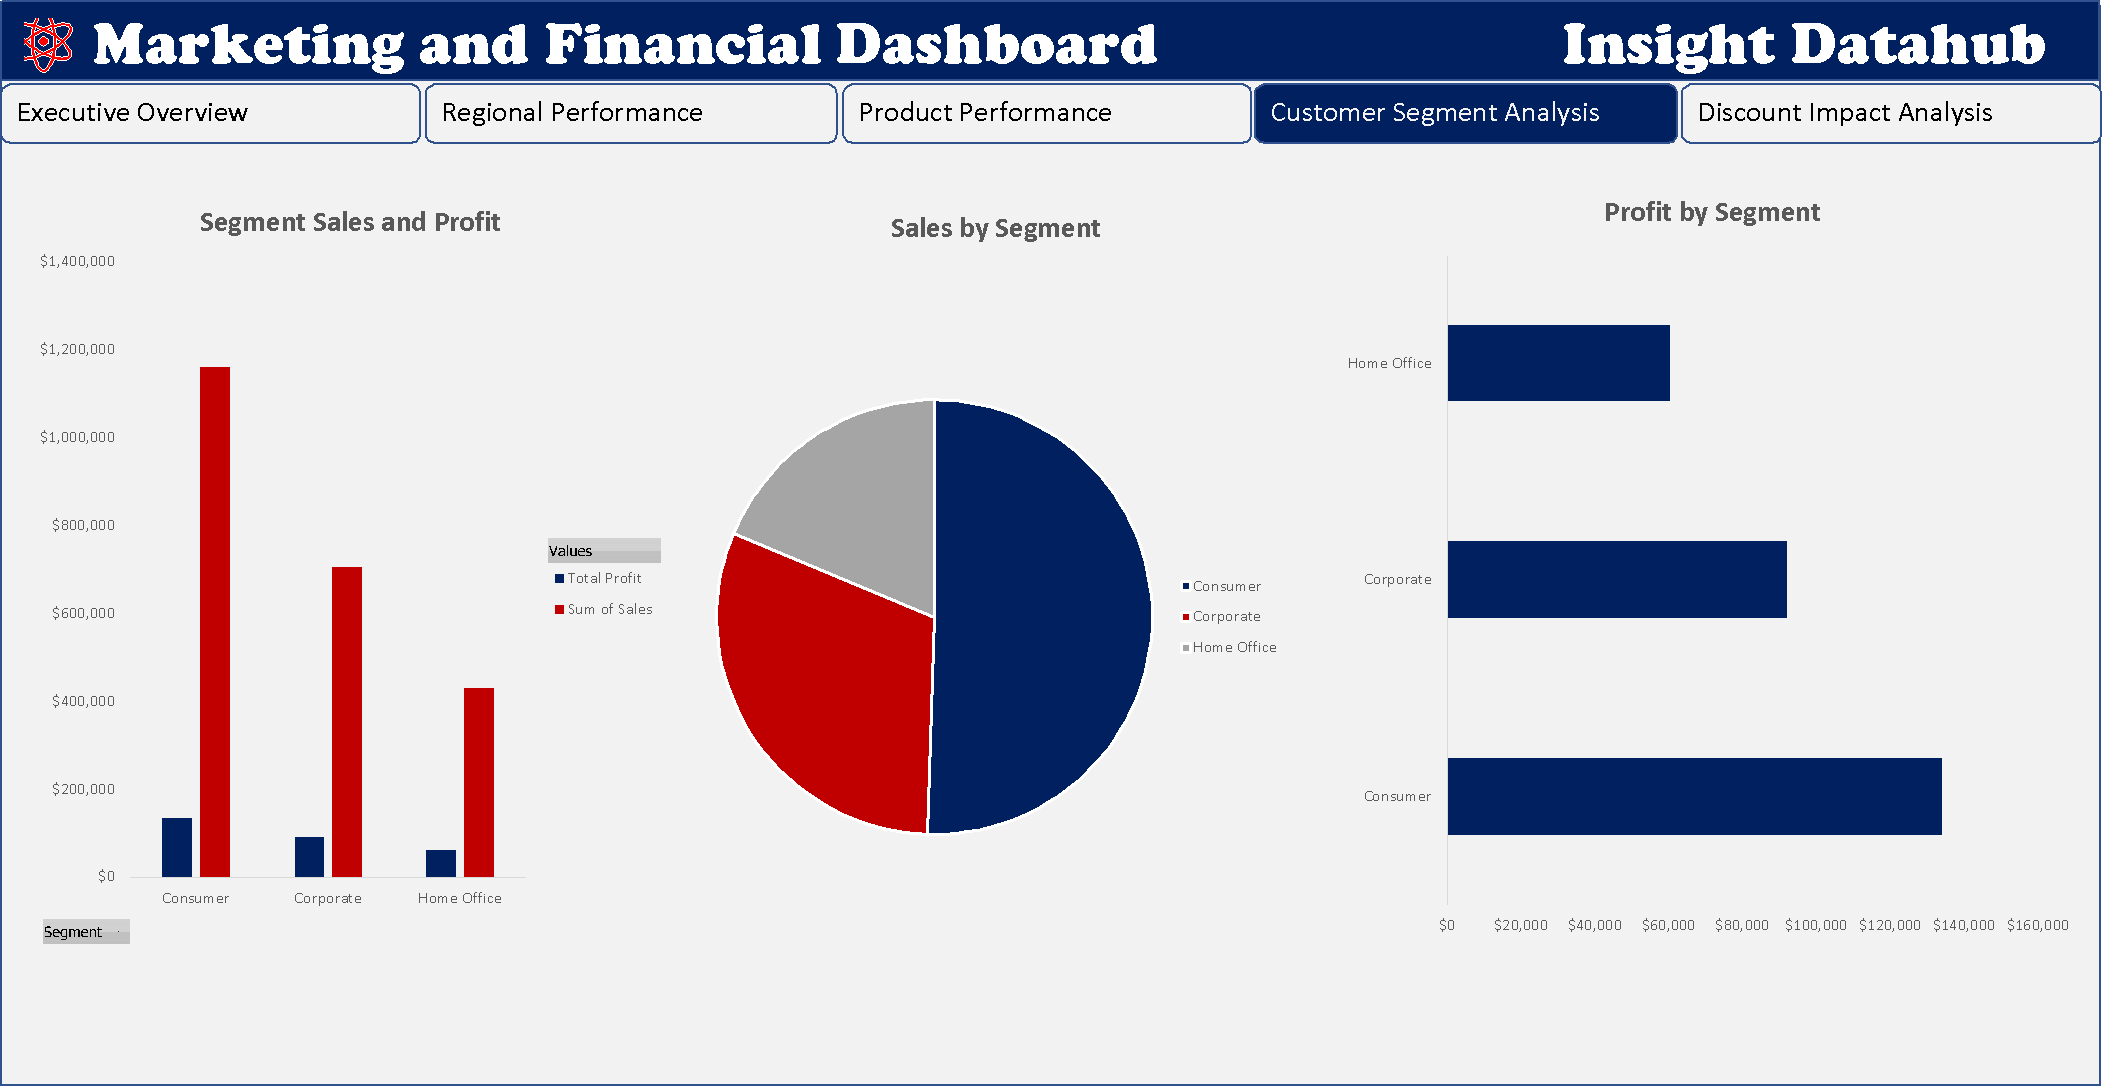 Marketing and Financial Dashboard
Insight Datahub
Executive Overview
Regional Performance
Product Performance
Customer Segment Analysis
Discount Impact Analysis
Segment Sales and Profit
$1,400,000
$1,200,000
$1,000,000
$800,000
$600,000
$400,000
$200,000
$0
Consumer
Corporate
Home Office
Values
Total Profit
Sum of Sales
Segment
Sales by Segment
Consumer
Corporate
Home Office
Profit by Segment
Home Office
Corporate
Consumer
$0
$20,000
$40,000
$60,000
$80,000
$100,000
$120,000
$140,000
$160,000